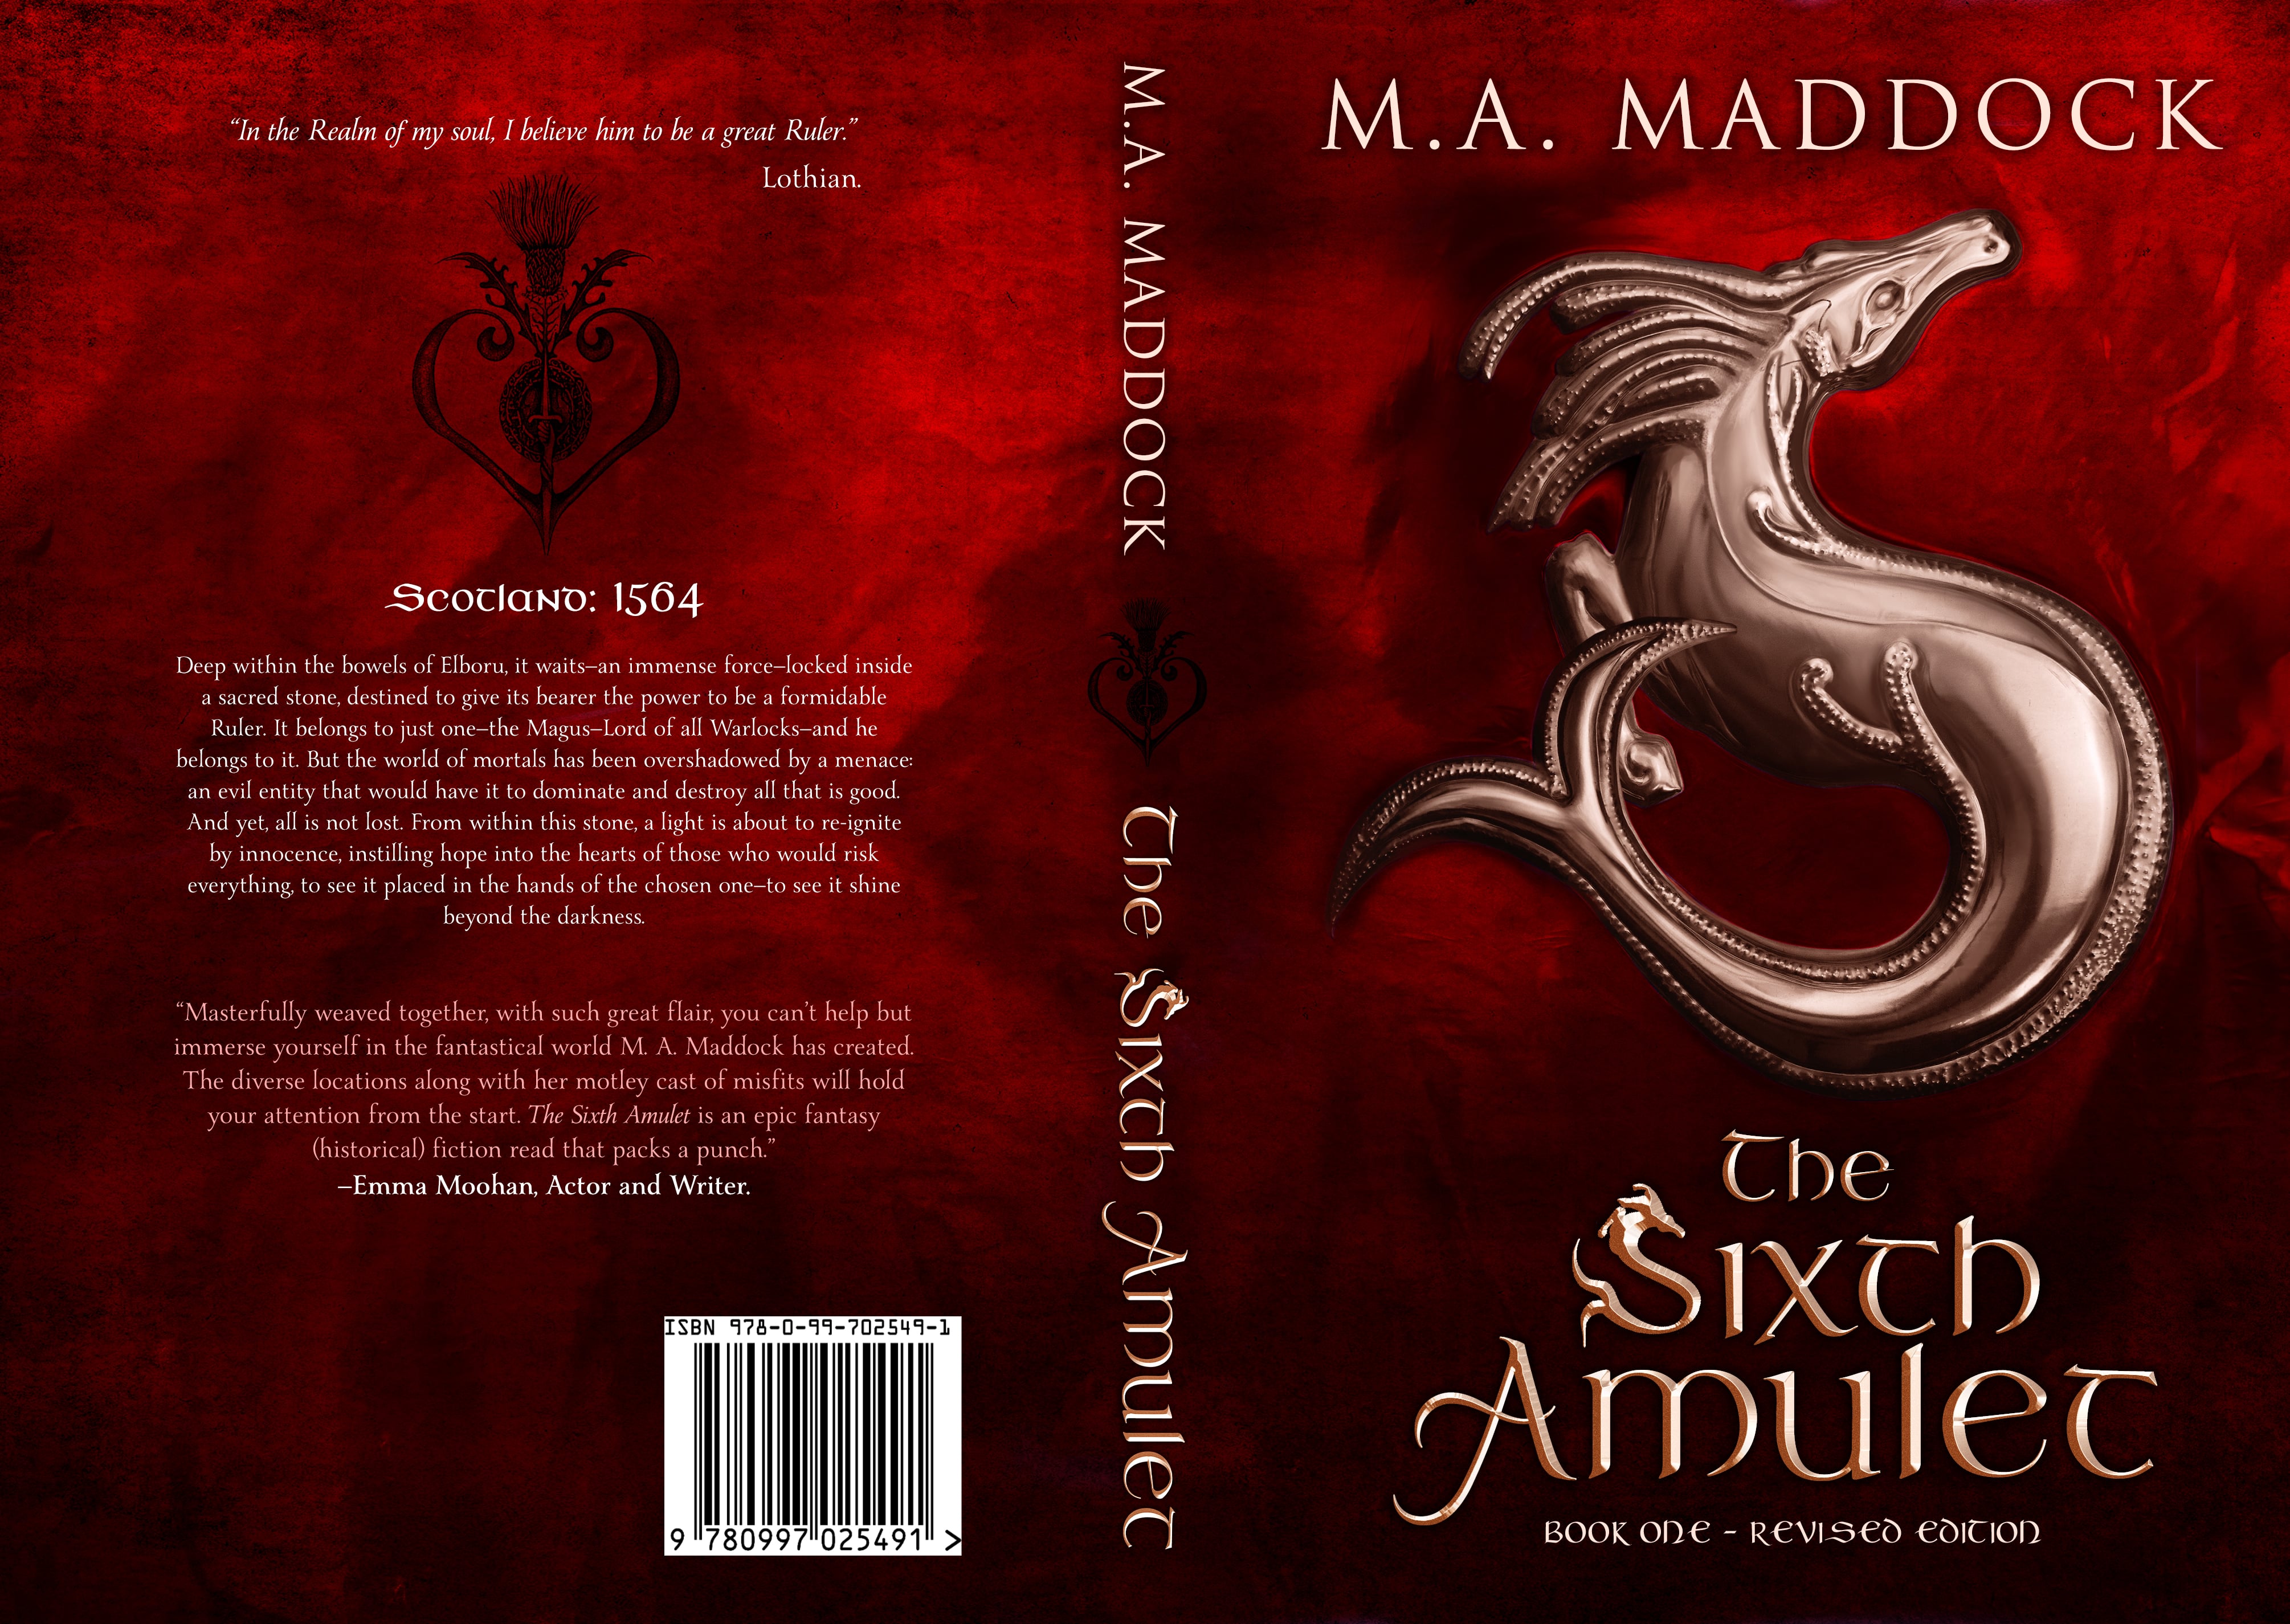 “In the Realm of my soul, I believe him to be a great Ruler.”
Lothian.
Scotland: 1564
Deep within the bowels of Elboru, it waits–an immense force–locked inside
a sacred stone, destined to give its bearer the power to be a formidable
Ruler. It belongs to just one–the Magus–Lord of all Warlocks–and he
belongs to it. But the world of mortals has been overshadowed by a menace:
an evil entity that would have it to dominate and destroy all that is good.
And yet, all is not lost. From within this stone, a light is about to re-ignite
by innocence, instilling hope into the hearts of those who would risk
everything, to see it placed in the hands of the chosen one–to see it shine
beyond the darkness.
“Masterfully weaved together, with such great flair, you can’t help but
immerse yourself in the fantastical world M. A. Maddock has created.
The diverse locations along with her motley cast of misfits will hold
your attention from the start. The Sixth Amulet is an epic fantasy
(historical) fiction read that packs a punch.”
–Emma Moohan, Actor and Writer.
ISBN 978-0-99-702549-1
9 780997 025491 >
M.A. MADDOCK
The Sixth Amulet
M.A. MADDOCK
The
Sixth
Amulet
BOOK ONE - REVISED EDITION